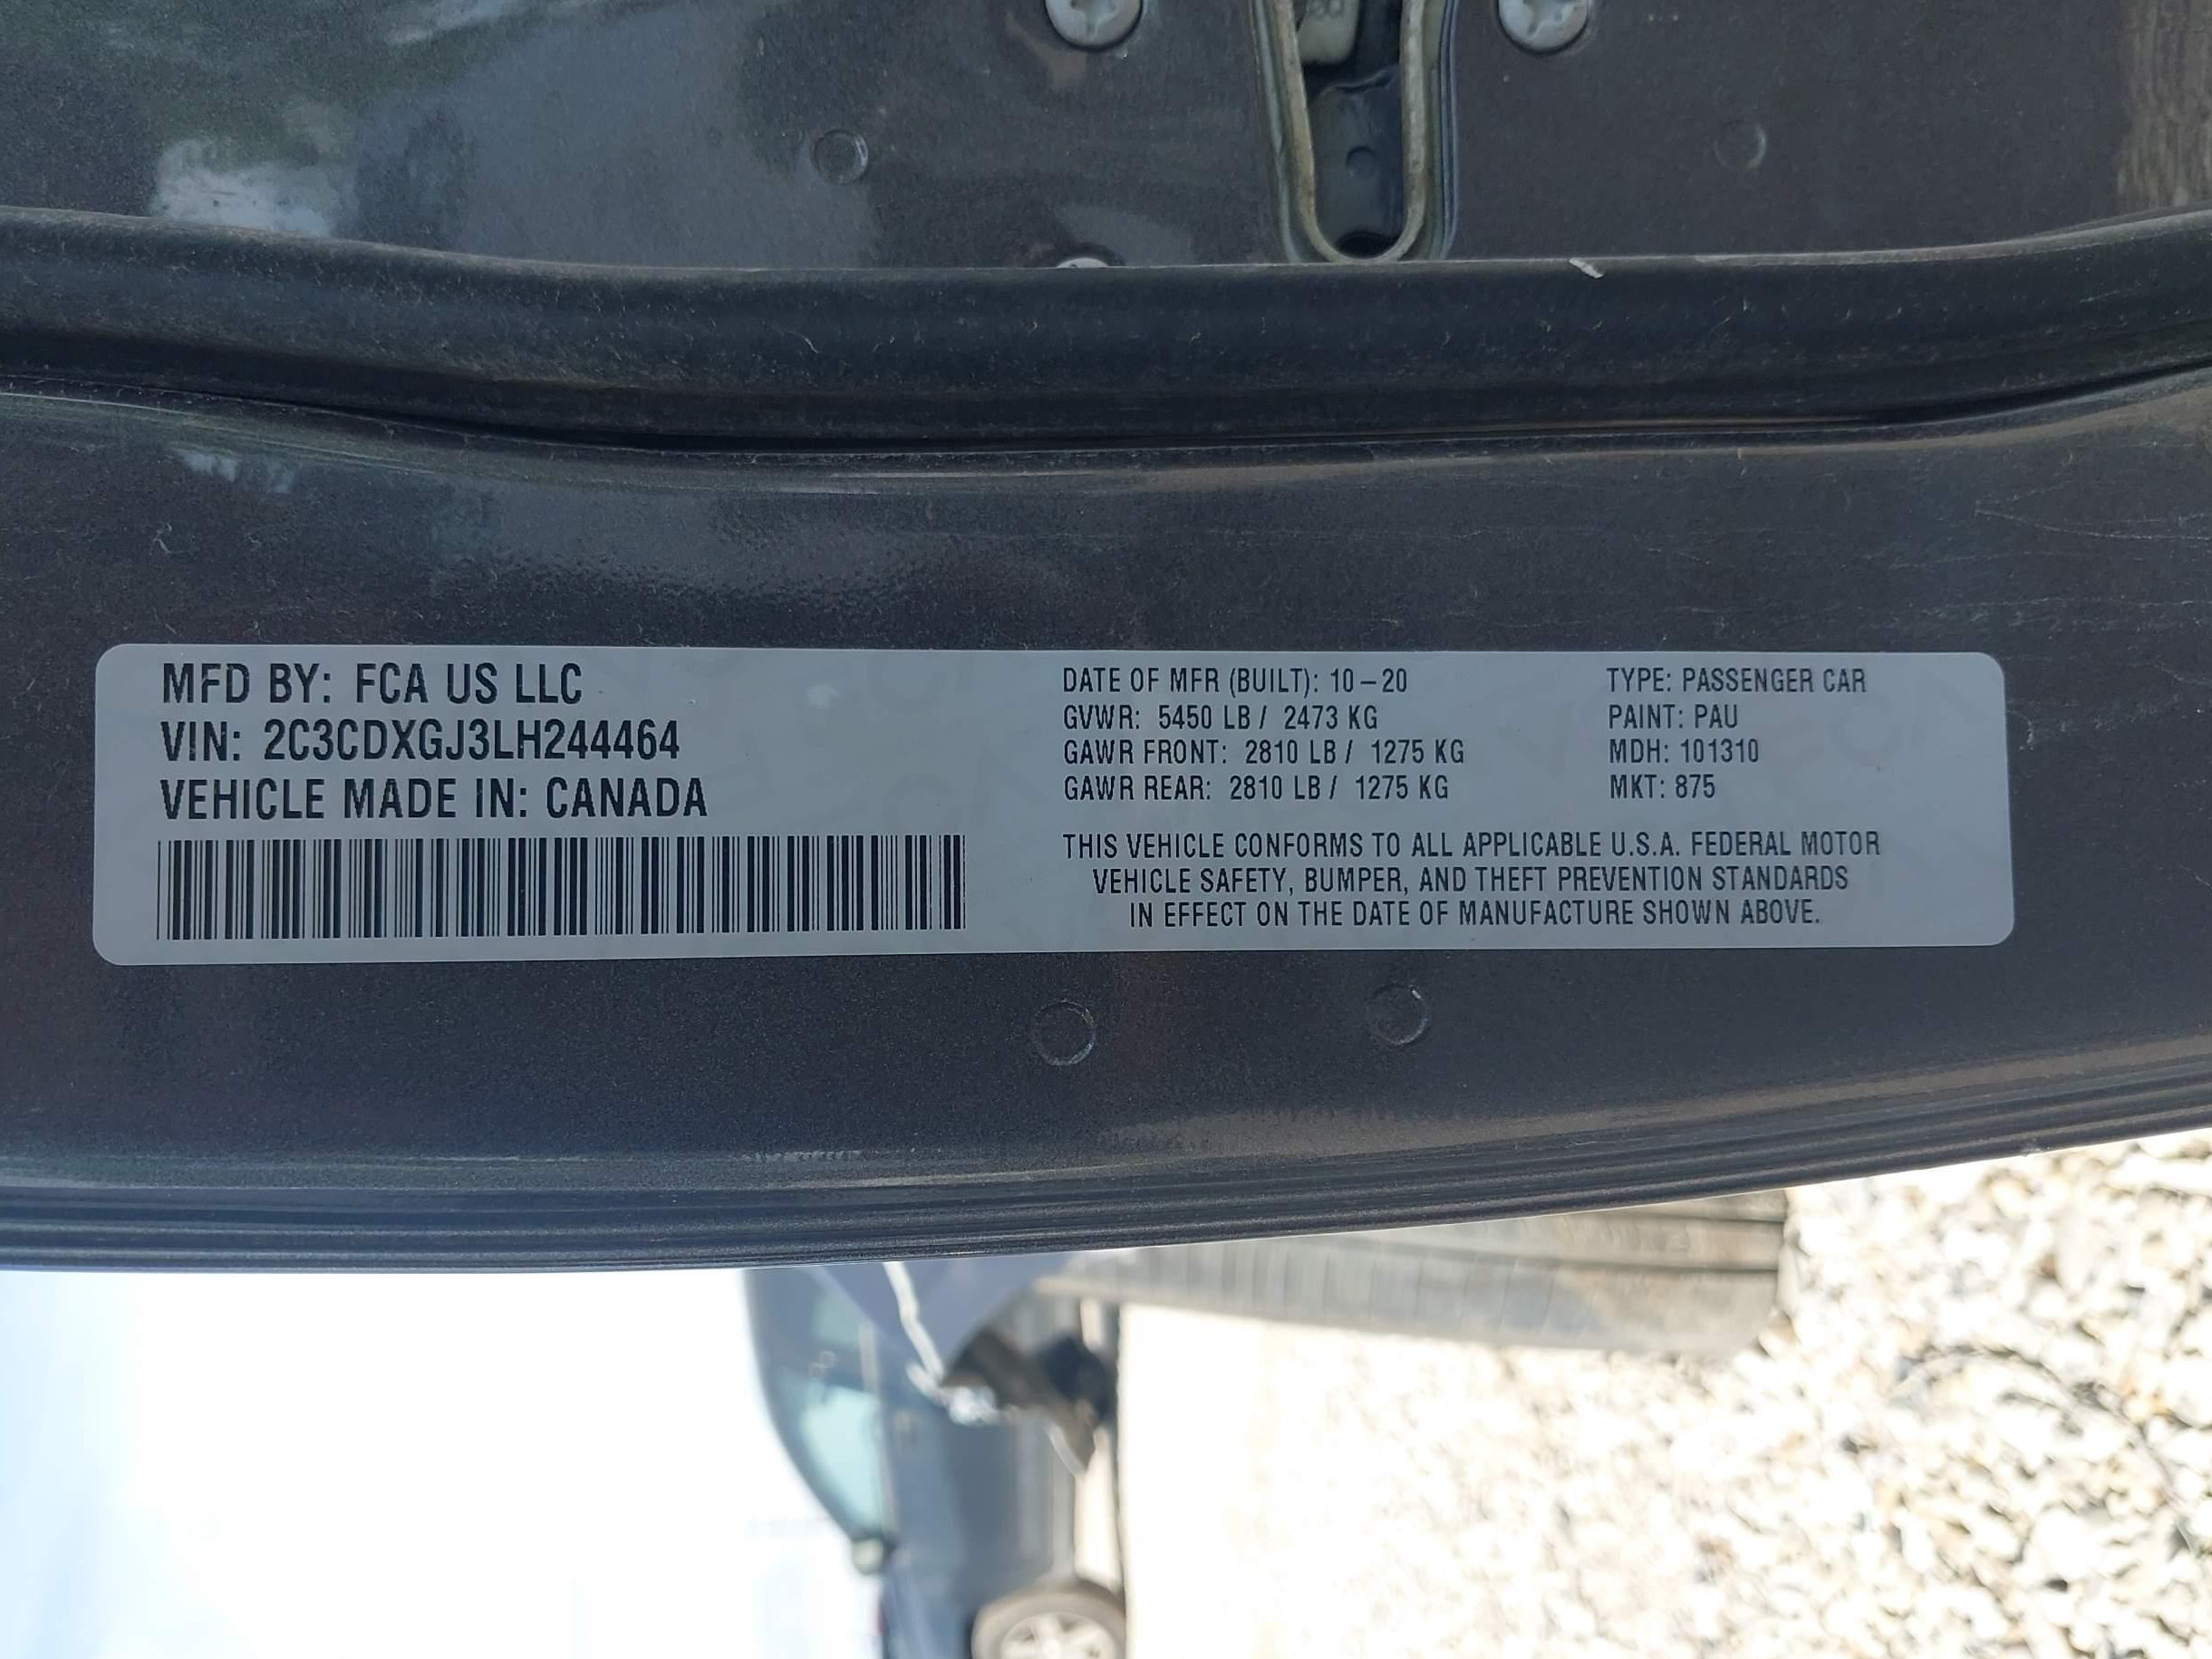 MFD BY: FCA US LLC
VIN: 2C3CDXGJ3LH244464
VEHICLE MADE IN: CANADA
DATE OF MFR (BUILT): 10-20
GVWR: 5450 LB / 2473 KG
GAWR FRONT: 2810 LB / 1275 KG
GAWR REAR: 2810 LB / 1275 KG
TYPE: PASSENGER CAR
PAINT: PAU
MDH: 101310
MKT: 875
THIS VEHICLE CONFORMS TO ALL APPLICABLE U.S.A. FEDERAL MOTOR
VEHICLE SAFETY, BUMPER, AND THEFT PREVENTION STANDARDS
IN EFFECT ON THE DATE OF MANUFACTURE SHOWN ABOVE.